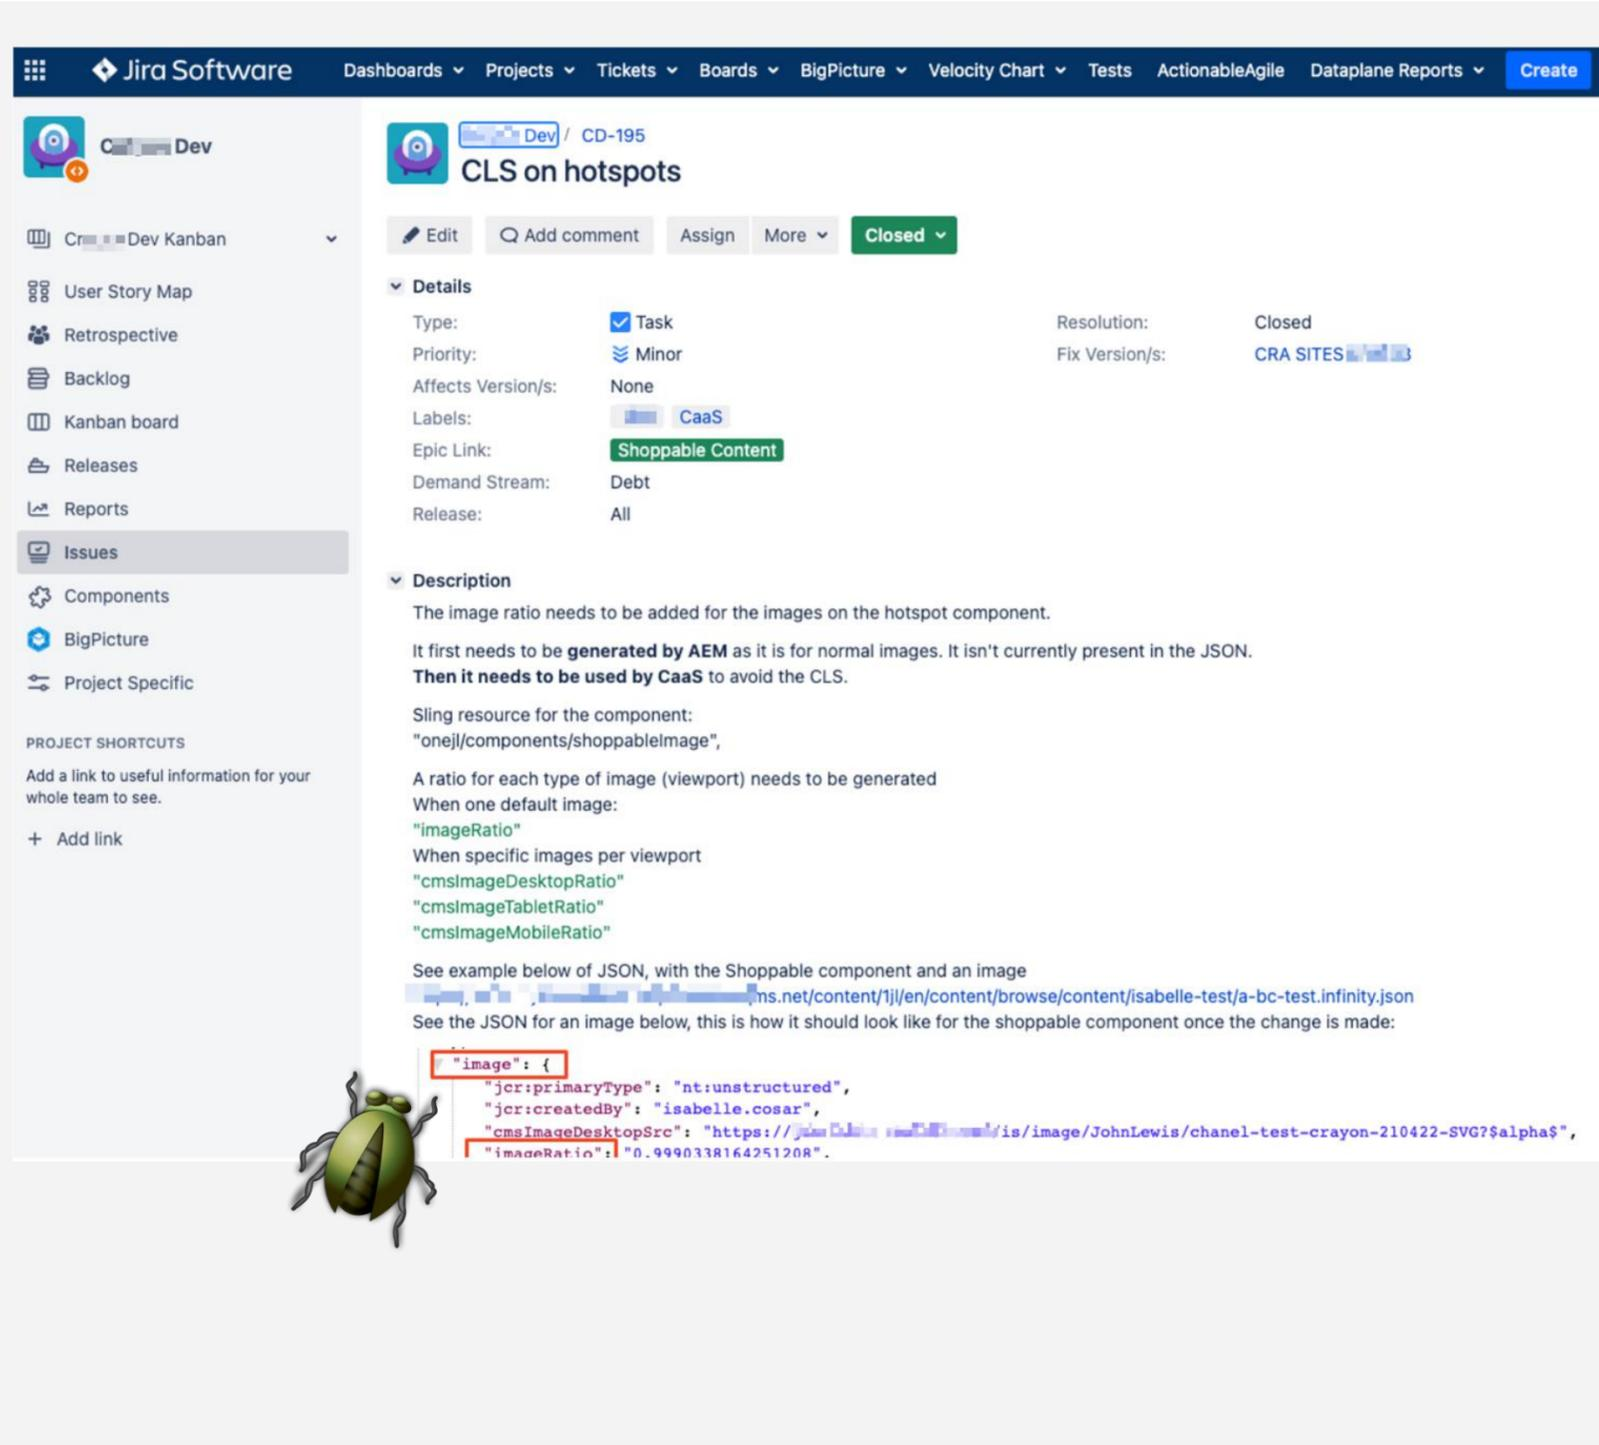 Jira Software Dashboards Projects Tickets Boards BigPicture Velocity Chart Tests ActionableAgile Dataplane Reports Create
Dev
Dev Kanban
User Story Map
Retrospective
Backlog
Kanban board
Releases
Reports
Issues
Components
BigPicture
Project Specific
PROJECT SHORTCUTS
Add a link to useful information for your
whole team to see.
+ Add link
Dev / CD-195
CLS on hotspots
Edit Add comment Assign More Closed
Details
Type: Task
Resolution: Closed
Priority: Minor
Fix Version/s: CRA SITES
Affects Version/s: None
Labels: CaaS
Epic Link: Shoppable Content
Demand Stream: Debt
Release: All
Description
The image ratio needs to be added for the images on the hotspot component.
It first needs to be generated by AEM as it is for normal images. It isn't currently present in the JSON.
Then it needs to be used by CaaS to avoid the CLS.
Sling resource for the component:
"onejl/components/shoppableImage",
A ratio for each type of image (viewport) needs to be generated
When one default image:
"imageRatio"
When specific images per viewport
"cmsImageDesktopRatio"
"cmsImageTabletRatio"
"cmsImageMobileRatio"
See example below of JSON, with the Shoppable component and an image
ms.net/content/1jl/en/content/browse/content/isabelle-test/a-bc-test.infinity.json
See the JSON for an image below, this is how it should look like for the shoppable component once the change is made:
"image": {
"jcr:primaryType": "nt:unstructured",
"jcr:createdBy": "isabelle.cosar",
"cmsImageDesktopSrc": "https:// /is/image/JohnLewis/chanel-test-crayon-210422-SVG?$alpha$",
"imageRatio": "0.9990338164251208",